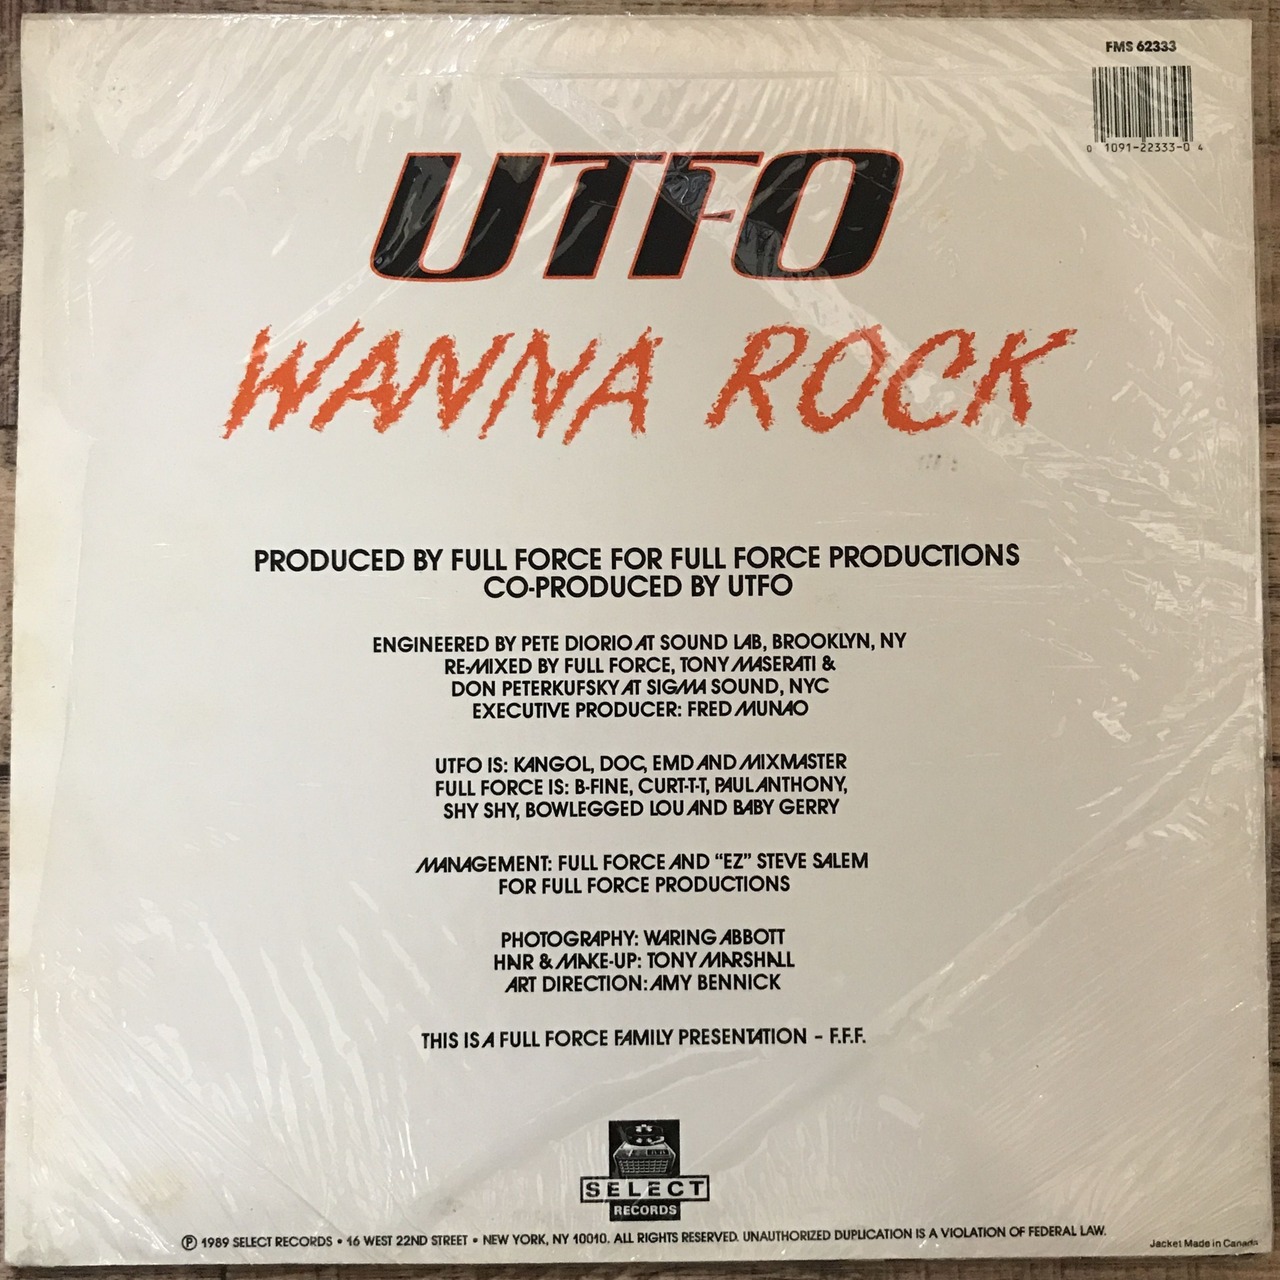 FMS 62333
0 1091-22333-0 4
UTFO
WANNA ROCK
PRODUCED BY FULL FORCE FOR FULL FORCE PRODUCTIONS
CO-PRODUCED BY UTFO
ENGINEERED BY PETE DIORIO AT SOUND LAB, BROOKLYN, NY
RE-MIXED BY FULL FORCE, TONY MASERATI &
DON PETERKUFSKY AT SIGMA SOUND, NYC
EXECUTIVE PRODUCER: FRED MUNAO
UTFO IS: KANGOL, DOC, EMD AND MIXMASTER
FULL FORCE IS: B-FINE, CURT-T-T, PAUL ANTHONY,
SHY SHY, BOWLEGGED LOU AND BABY GERRY
MANAGEMENT: FULL FORCE AND “EZ” STEVE SALEM
FOR FULL FORCE PRODUCTIONS
PHOTOGRAPHY: WARING ABBOTT
HAIR & MAKE-UP: TONY MARSHALL
ART DIRECTION: AMY BENNICK
THIS IS A FULL FORCE FAMILY PRESENTATION – F.F.F.
SELECT
RECORDS
℗ 1989 SELECT RECORDS • 16 WEST 22ND STREET • NEW YORK, NY 10010. ALL RIGHTS RESERVED. UNAUTHORIZED DUPLICATION IS A VIOLATION OF FEDERAL LAW.
Jacket Made in Canada